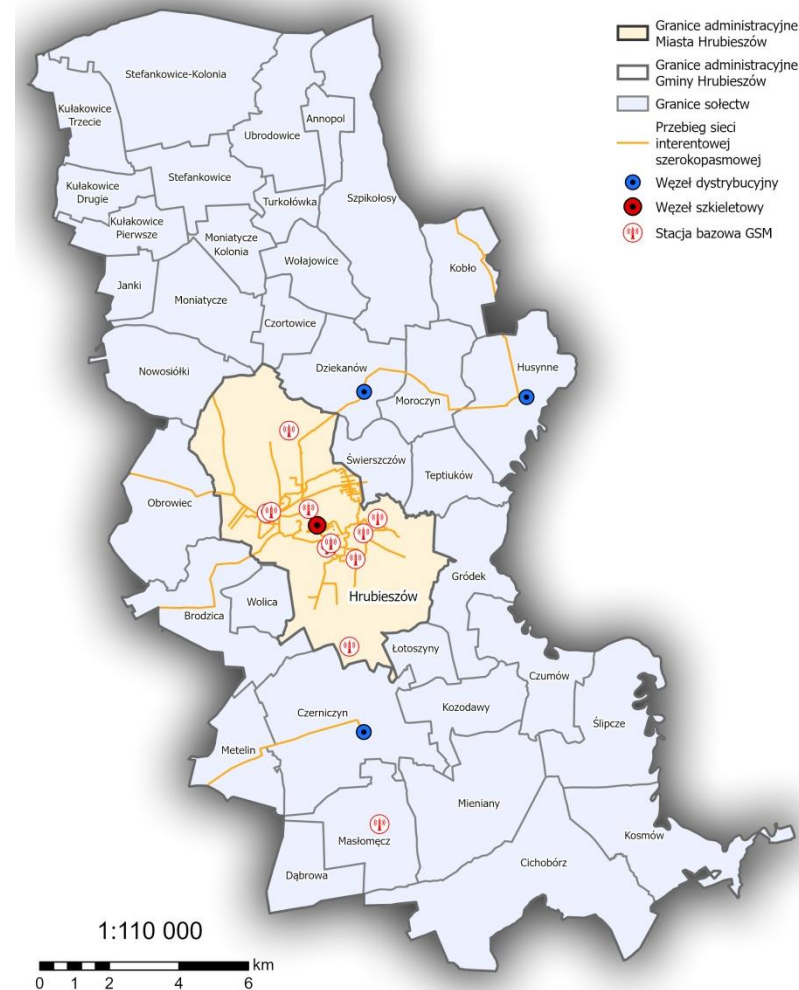 Granice administracyjne
Miasta Hrubieszów
Granice administracyjne
Gminy Hrubieszów
Granice sołectw
Przebieg sieci
interentowej
szerokopasmowej
Węzeł dystrybucyjny
Węzeł szkieletowy
Stacja bazowa GSM
Stefankowice-Kolonia
Kułakowice
Trzecie
Annopol
Ubrodowice
Stefankowice
Kułakowice
Drugie
Turkołówka
Szpikołosy
Kułakowice
Pierwsze
Moniatycze
Kolonia
Wołajowice
Kobło
Janki
Moniatycze
Czortowice
Nowosiółki
Dziekanów
Husynne
Moroczyn
Świerszczów
Teptiuków
Obrowiec
Gródek
Hrubieszów
Wolica
Brodzica
Łotoszyny
Czumów
Czerniczyn
Kozodawy
Ślipcze
Metelin
Mieniany
Masłomęcz
Kosmów
Cichobórz
Dąbrowa
1:110 000
km
0 1 2 4 6